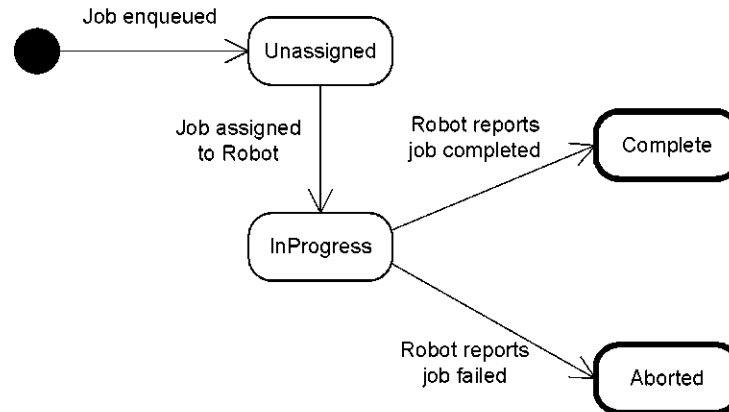 Job enqueued
Unassigned
Job assigned
to Robot
Robot reports
job completed
Complete
InProgress
Robot reports
job failed
Aborted